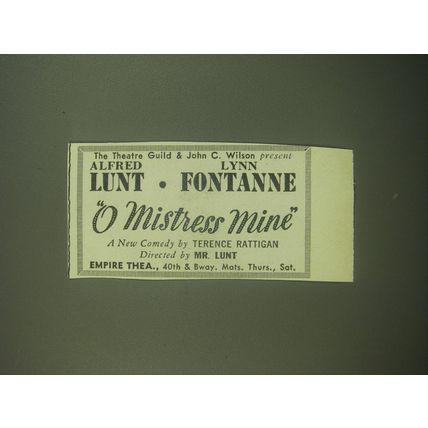 The Theatre Guild & John C. Wilson present
ALFRED LYNN
LUNT • FONTANNE
"O Mistress Mine"
A New Comedy by TERENCE RATTIGAN
Directed by MR. LUNT
EMPIRE THEA., 40th & Bway. Mats. Thurs., Sat.